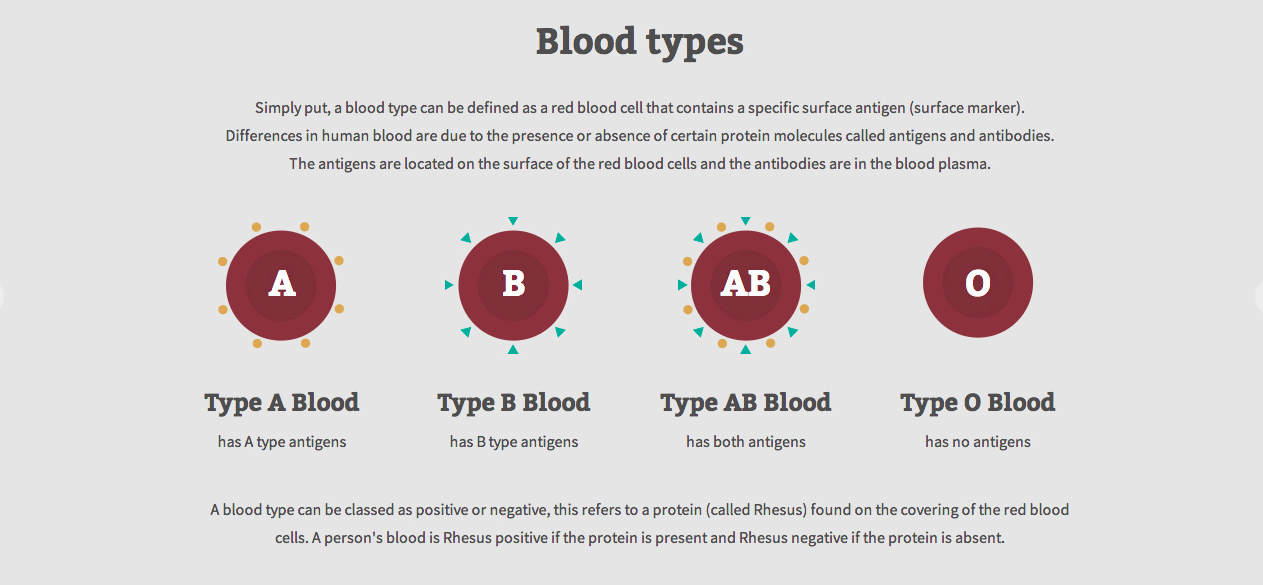 Blood types
Simply put, a blood type can be defined as a red blood cell that contains a specific surface antigen (surface marker).
Differences in human blood are due to the presence or absence of certain protein molecules called antigens and antibodies.
The antigens are located on the surface of the red blood cells and the antibodies are in the blood plasma.
A
B
AB
O
Type A Blood
has A type antigens
Type B Blood
has B type antigens
Type AB Blood
has both antigens
Type O Blood
has no antigens
A blood type can be classed as positive or negative, this refers to a protein (called Rhesus) found on the covering of the red blood
cells. A person's blood is Rhesus positive if the protein is present and Rhesus negative if the protein is absent.